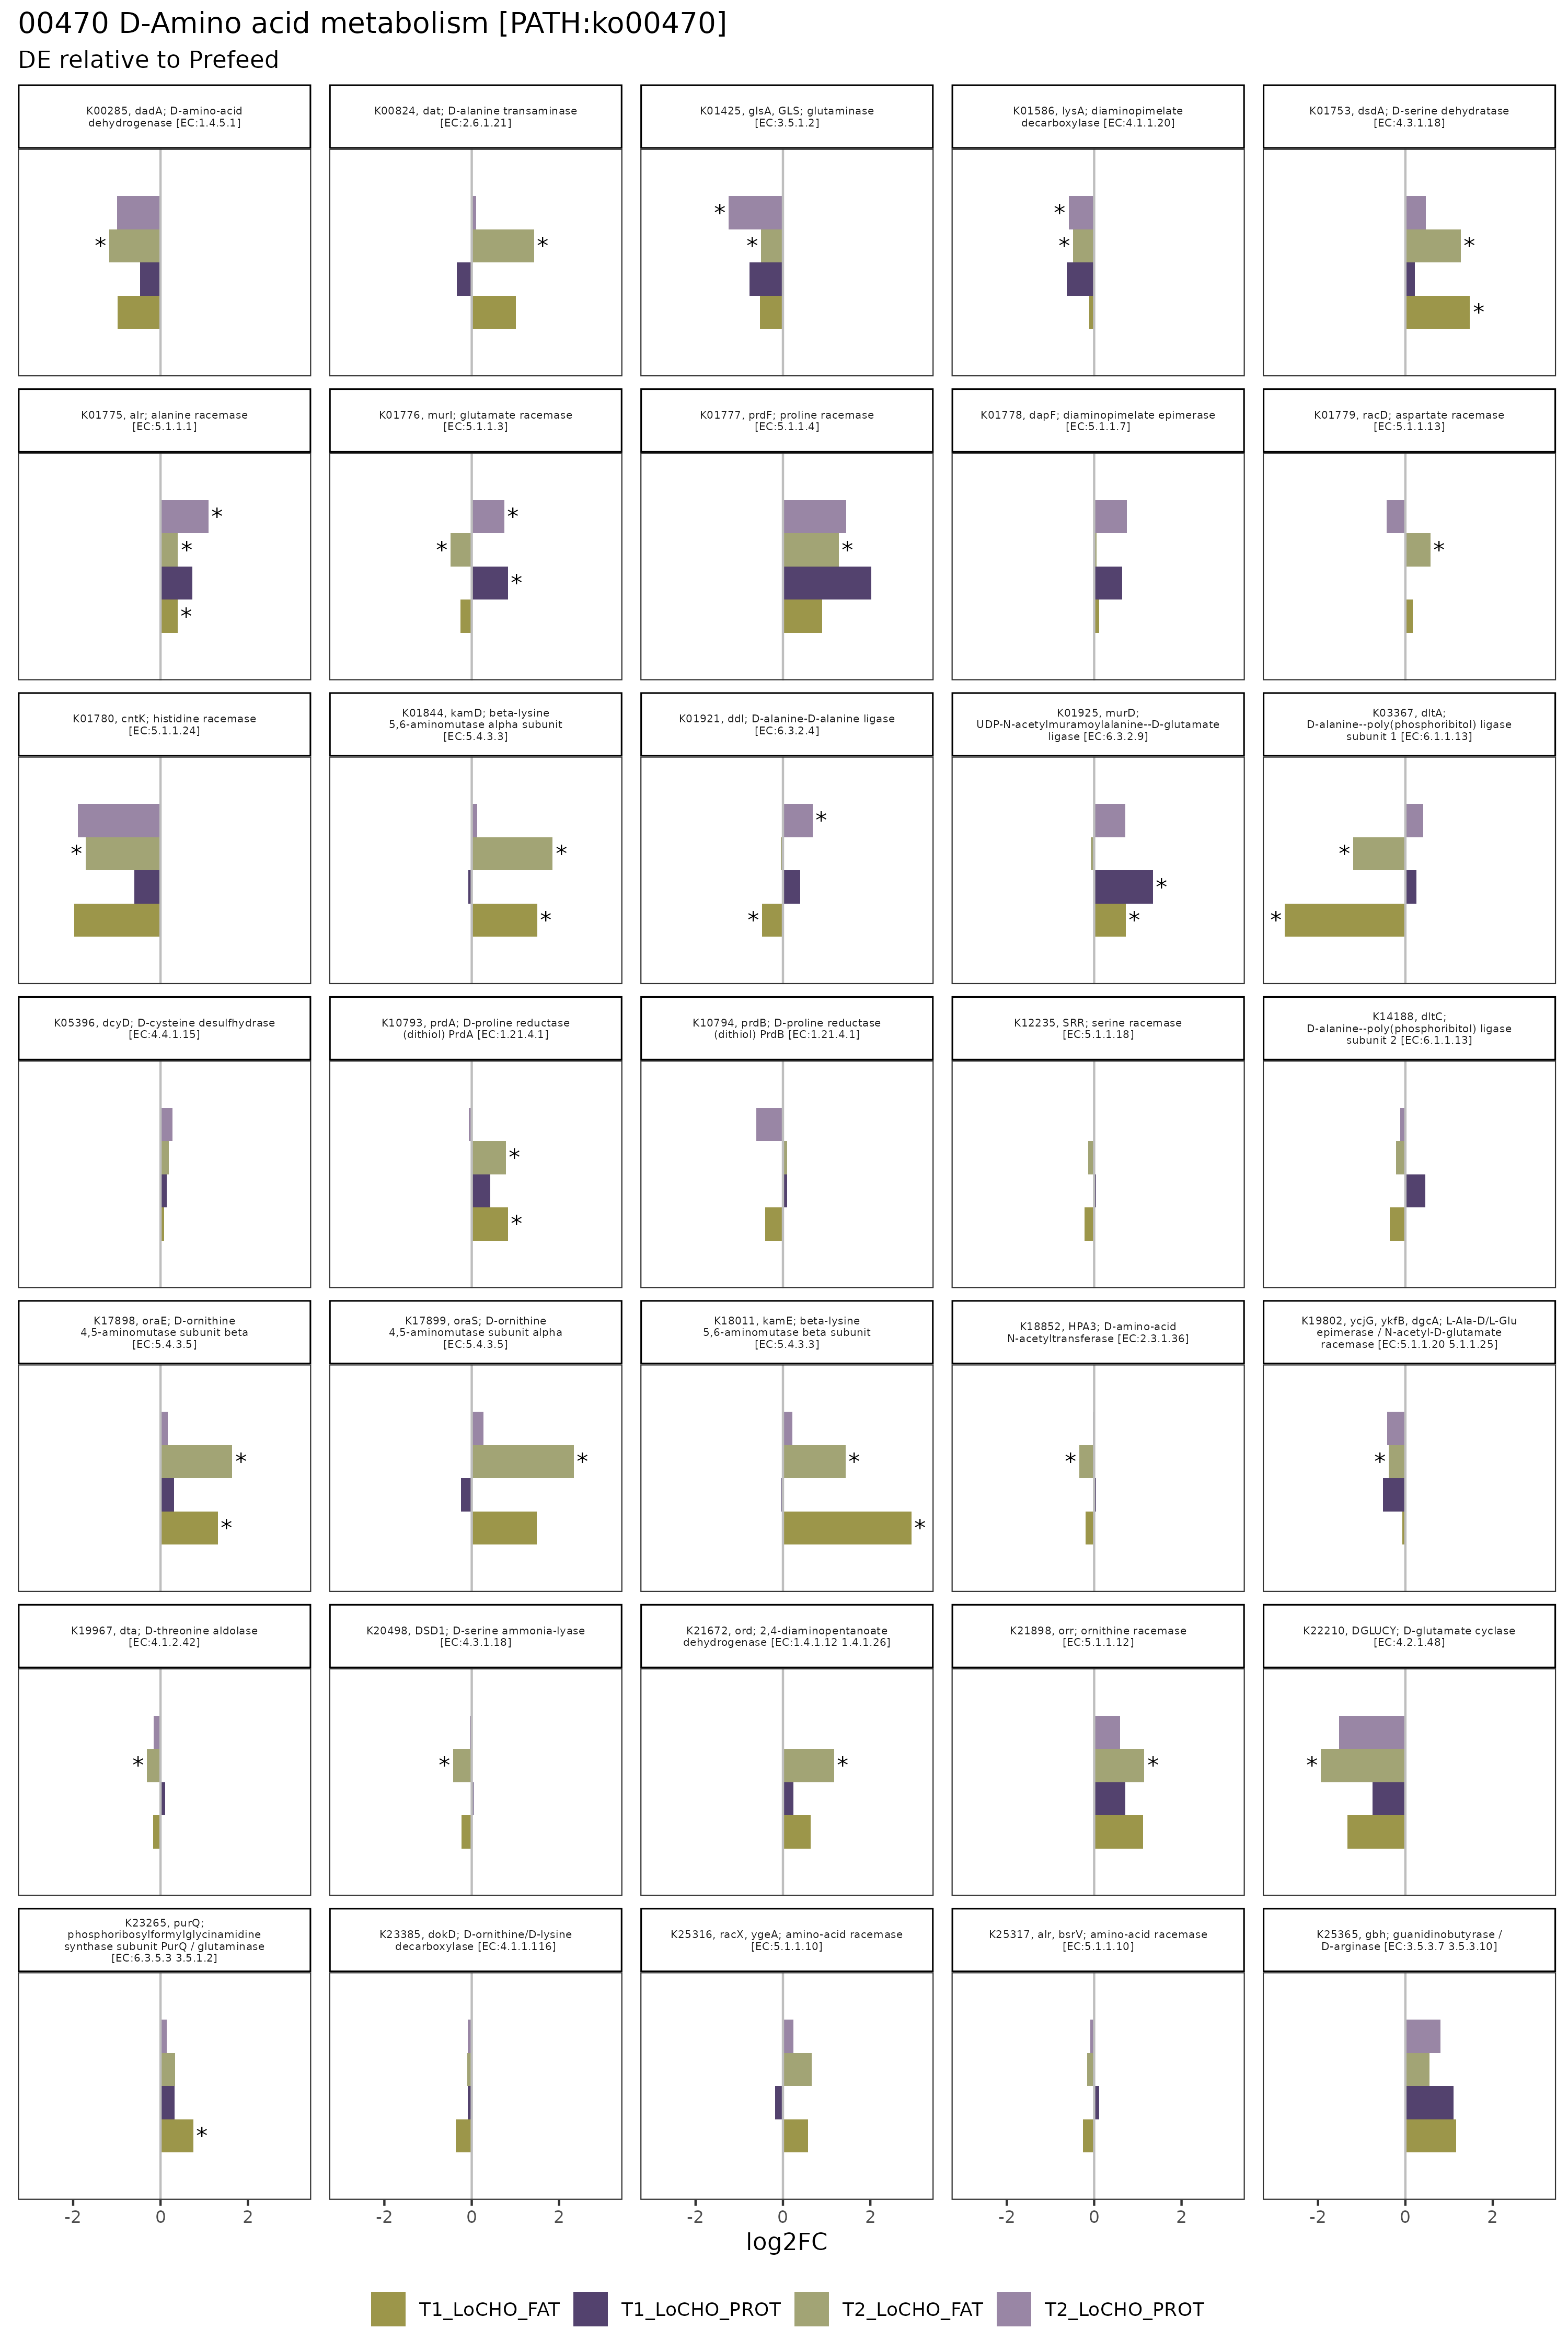 00470 D-Amino acid metabolism [PATH:ko00470]
DE relative to Prefeed
K00285, dadA; D-amino-acid
dehydrogenase [EC:1.4.5.1]
K00824, dat; D-alanine transaminase
[EC:2.6.1.21]
K01425, glsA, GLS; glutaminase
[EC:3.5.1.2]
K01586, lysA; diaminopimelate
decarboxylase [EC:4.1.1.20]
K01753, dsdA; D-serine dehydratase
[EC:4.3.1.18]
* * * * * * * *
K01775, alr; alanine racemase
[EC:5.1.1.1]
K01776, murI; glutamate racemase
[EC:5.1.1.3]
K01777, prdF; proline racemase
[EC:5.1.1.4]
K01778, dapF; diaminopimelate epimerase
[EC:5.1.1.7]
K01779, racD; aspartate racemase
[EC:5.1.1.13]
* * * * * * * *
K01780, cntK; histidine racemase
[EC:5.1.1.24]
K01844, kamD; beta-lysine
5,6-aminomutase alpha subunit
[EC:5.4.3.3]
K01921, ddl; D-alanine-D-alanine ligase
[EC:6.3.2.4]
K01925, murD;
UDP-N-acetylmuramoylalanine--D-glutamate
ligase [EC:6.3.2.9]
K03367, dltA;
D-alanine--poly(phosphoribitol) ligase
subunit 1 [EC:6.1.1.13]
* * * * * * * * *
K05396, dcyD; D-cysteine desulfhydrase
[EC:4.4.1.15]
K10793, prdA; D-proline reductase
(dithiol) PrdA [EC:1.21.4.1]
K10794, prdB; D-proline reductase
(dithiol) PrdB [EC:1.21.4.1]
K12235, SRR; serine racemase
[EC:5.1.1.18]
K14188, dltC;
D-alanine--poly(phosphoribitol) ligase
subunit 2 [EC:6.1.1.13]
* *
K17898, oraE; D-ornithine
4,5-aminomutase subunit beta
[EC:5.4.3.5]
K17899, oraS; D-ornithine
4,5-aminomutase subunit alpha
[EC:5.4.3.5]
K18011, kamE; beta-lysine
5,6-aminomutase beta subunit
[EC:5.4.3.3]
K18852, HPA3; D-amino-acid
N-acetyltransferase [EC:2.3.1.36]
K19802, ycjG, ykfB, dgcA; L-Ala-D/L-Glu
epimerase / N-acetyl-D-glutamate
racemase [EC:5.1.1.20 5.1.1.25]
* * * * * * *
K19967, dta; D-threonine aldolase
[EC:4.1.2.42]
K20498, DSD1; D-serine ammonia-lyase
[EC:4.3.1.18]
K21672, ord; 2,4-diaminopentanoate
dehydrogenase [EC:1.4.1.12 1.4.1.26]
K21898, orr; ornithine racemase
[EC:5.1.1.12]
K22210, DGLUCY; D-glutamate cyclase
[EC:4.2.1.48]
* * * * *
K23265, purQ;
phosphoribosylformylglycinamidine
synthase subunit PurQ / glutaminase
[EC:6.3.5.3 3.5.1.2]
K23385, dokD; D-ornithine/D-lysine
decarboxylase [EC:4.1.1.116]
K25316, racX, ygeA; amino-acid racemase
[EC:5.1.1.10]
K25317, alr, bsrV; amino-acid racemase
[EC:5.1.1.10]
K25365, gbh; guanidinobutyrase /
D-arginase [EC:3.5.3.7 3.5.3.10]
*
-2 0 2 -2 0 2 -2 0 2 -2 0 2 -2 0 2
log2FC
T1_LoCHO_FAT T1_LoCHO_PROT T2_LoCHO_FAT T2_LoCHO_PROT